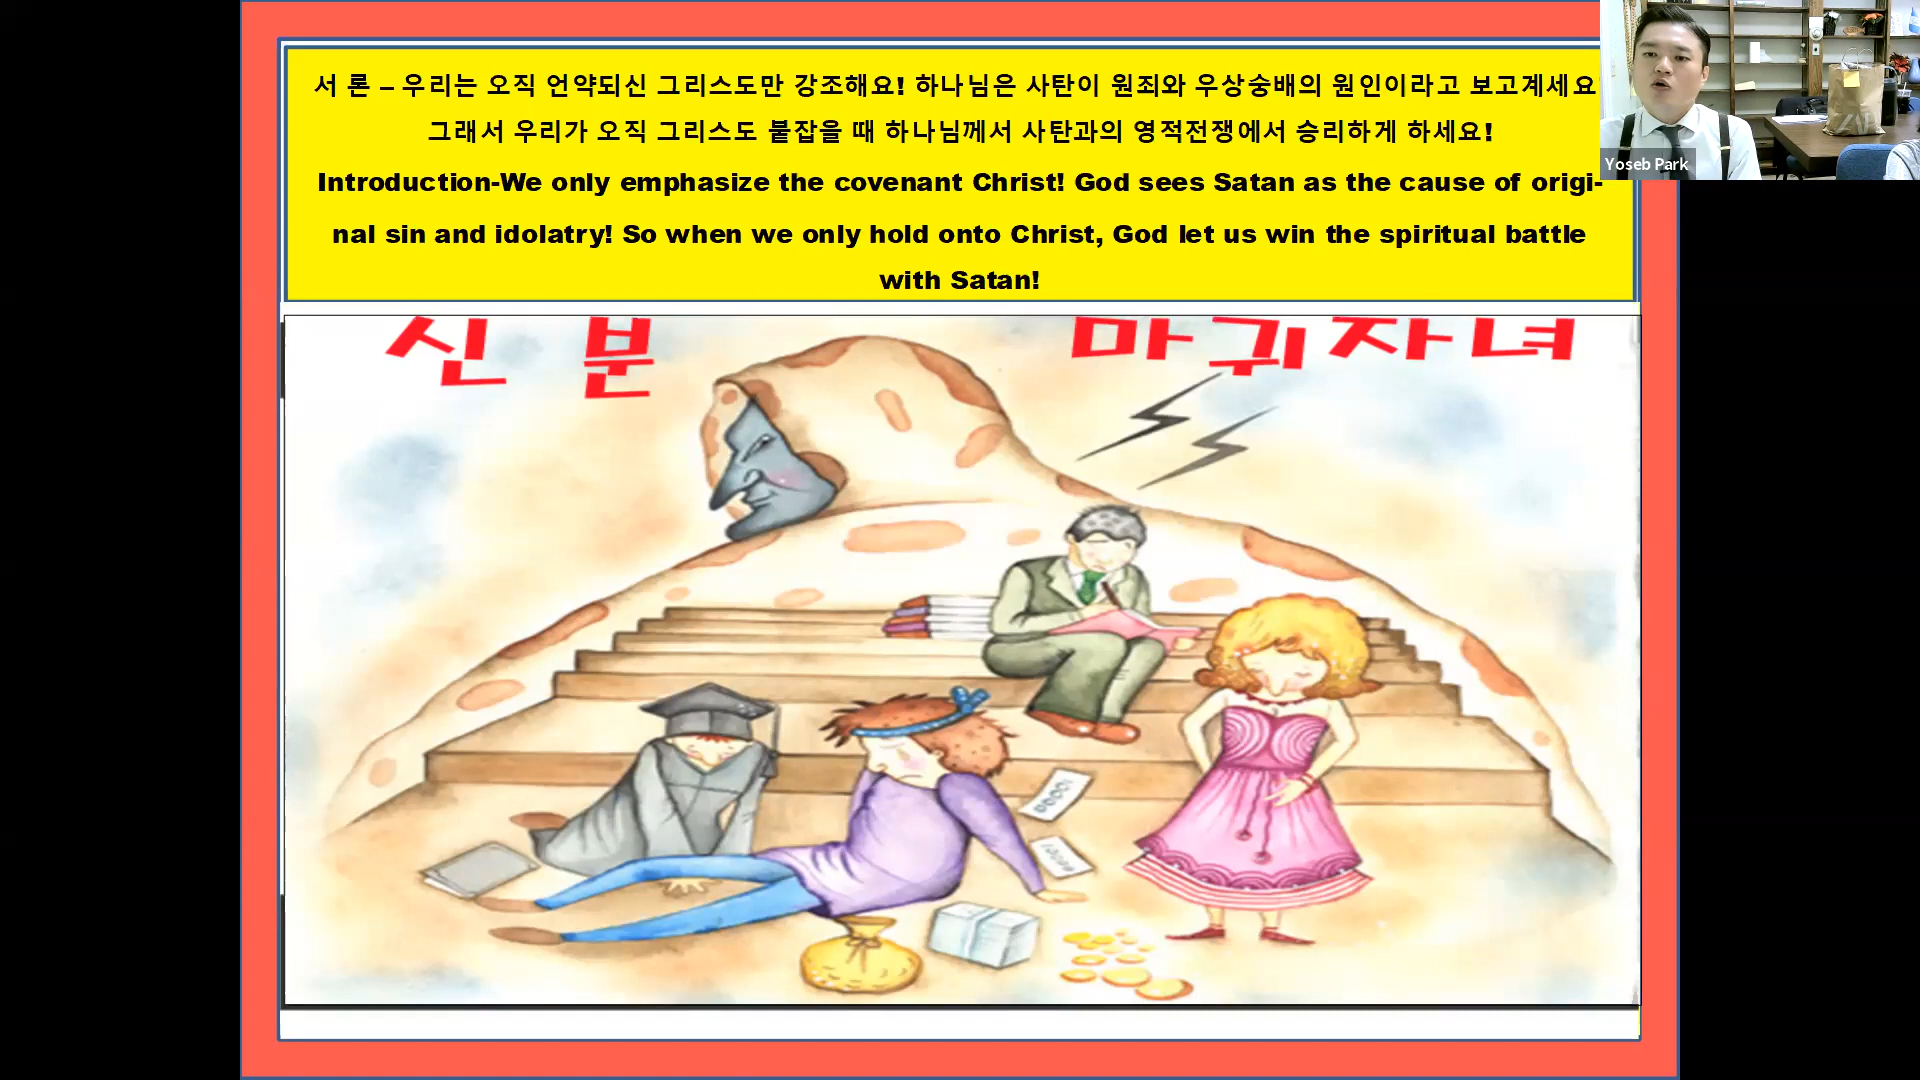 서 론 – 우리는 오직 언약되신 그리스도만 강조해요! 하나님은 사탄이 원죄와 우상숭배의 원인이라고 보고계세요
그래서 우리가 오직 그리스도 붙잡을 때 하나님께서 사탄과의 영적전쟁에서 승리하게 하세요!
Introduction-We only emphasize the covenant Christ! God sees Satan as the cause of origi-
nal sin and idolatry! So when we only hold onto Christ, God let us win the spiritual battle
with Satan!
Yoseb Park
신 분 마귀자녀